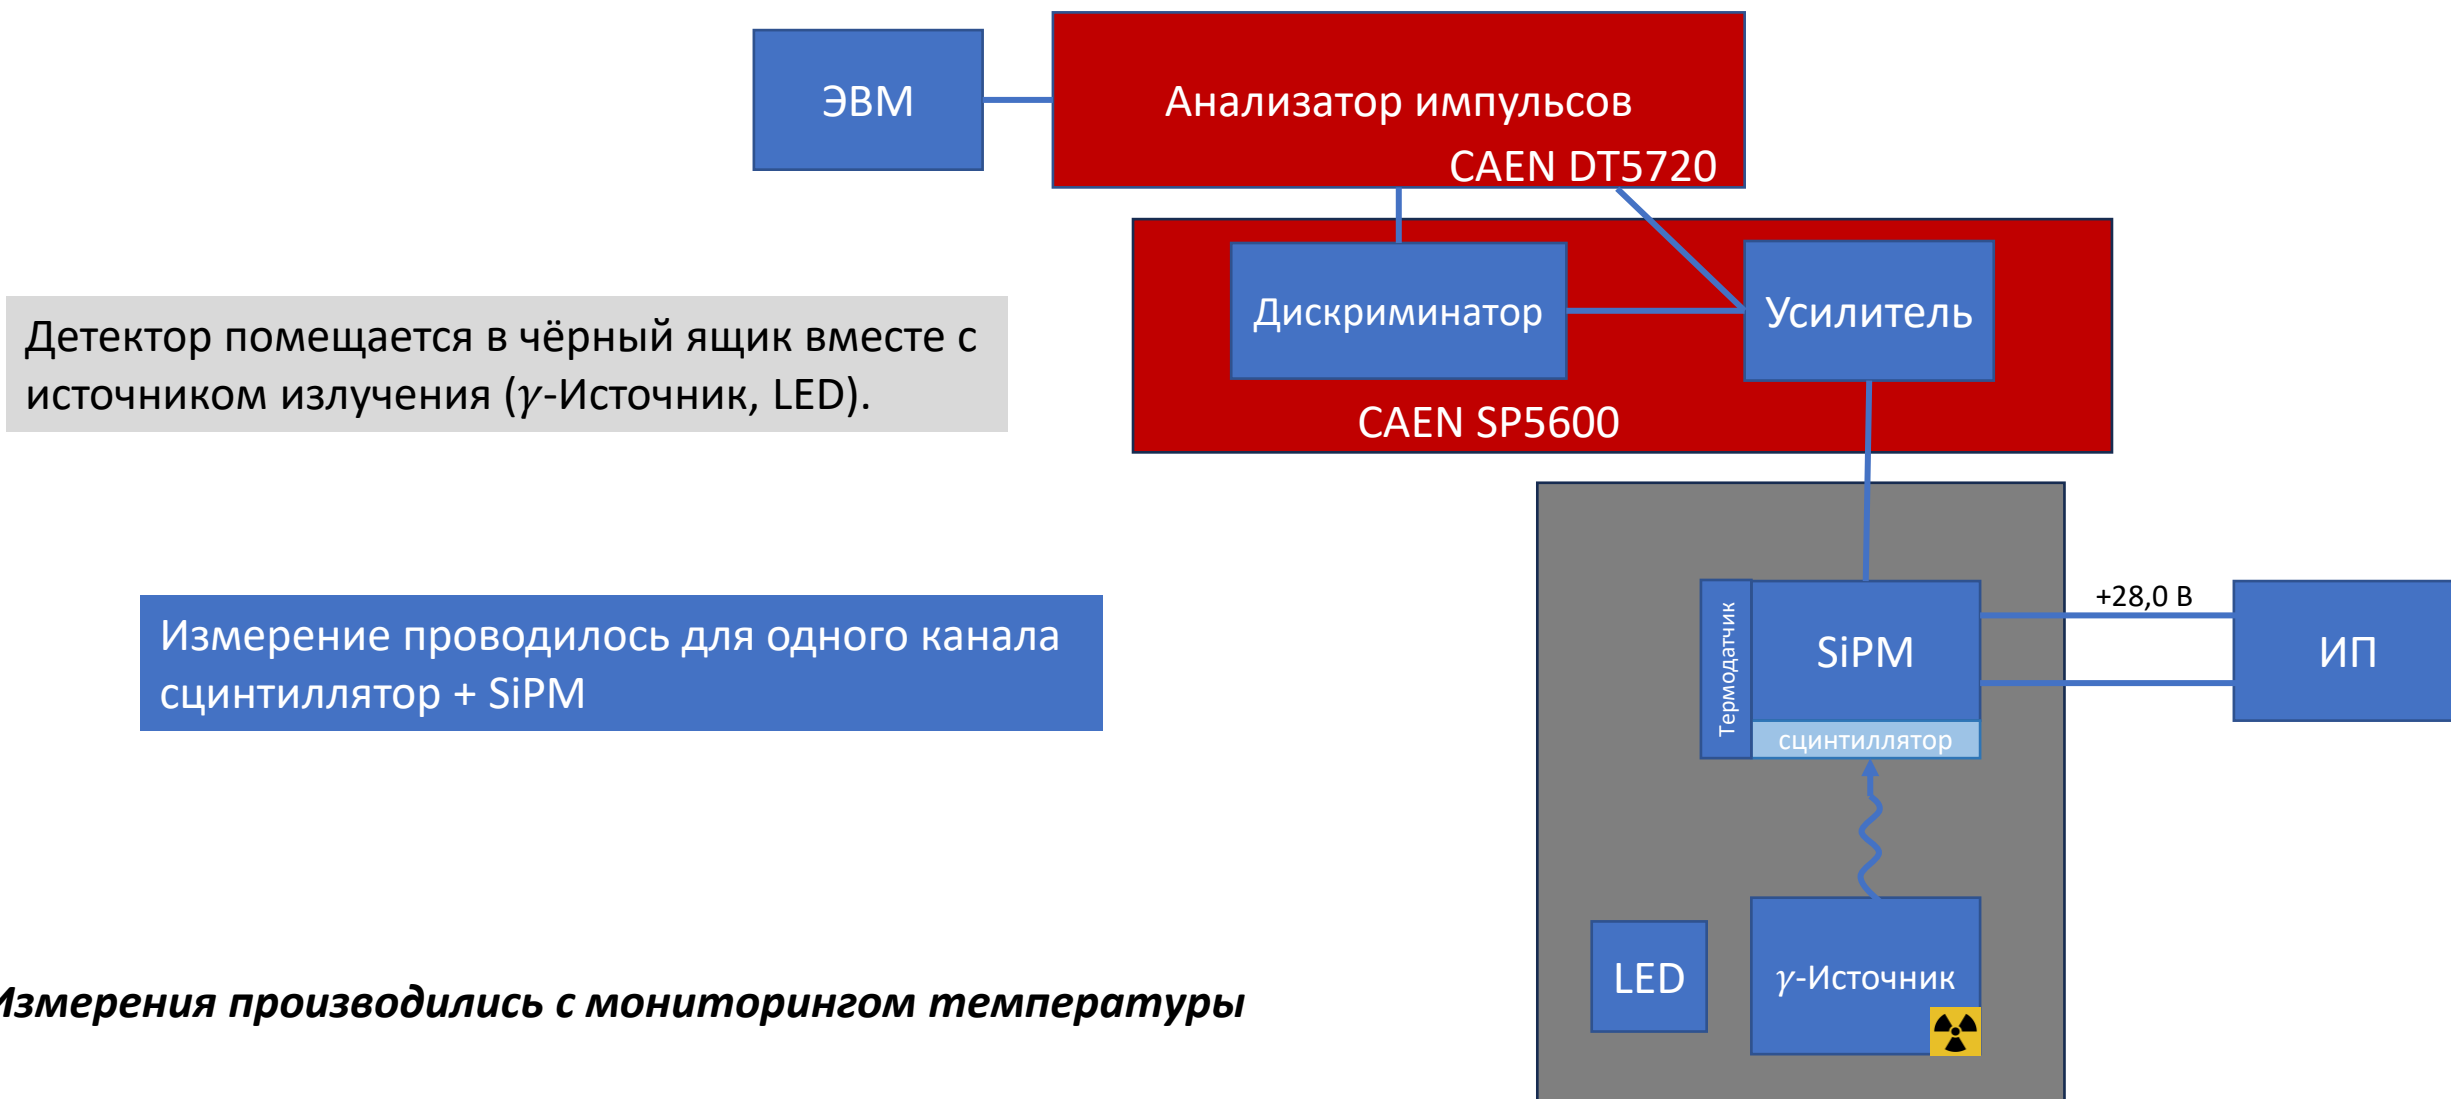 ЭВМ
Анализатор импульсов
CAEN DT5720
Дискриминатор
Усилитель
CAEN SP5600
Детектор помещается в чёрный ящик вместе с
источником излучения (γ-Источник, LED).
Измерение проводилось для одного канала
сцинтиллятор + SiPM
Термодатчик
SiPM
сцинтиллятор
+28,0 В
ИП
LED
γ-Источник
Измерения производились с мониторингом температуры